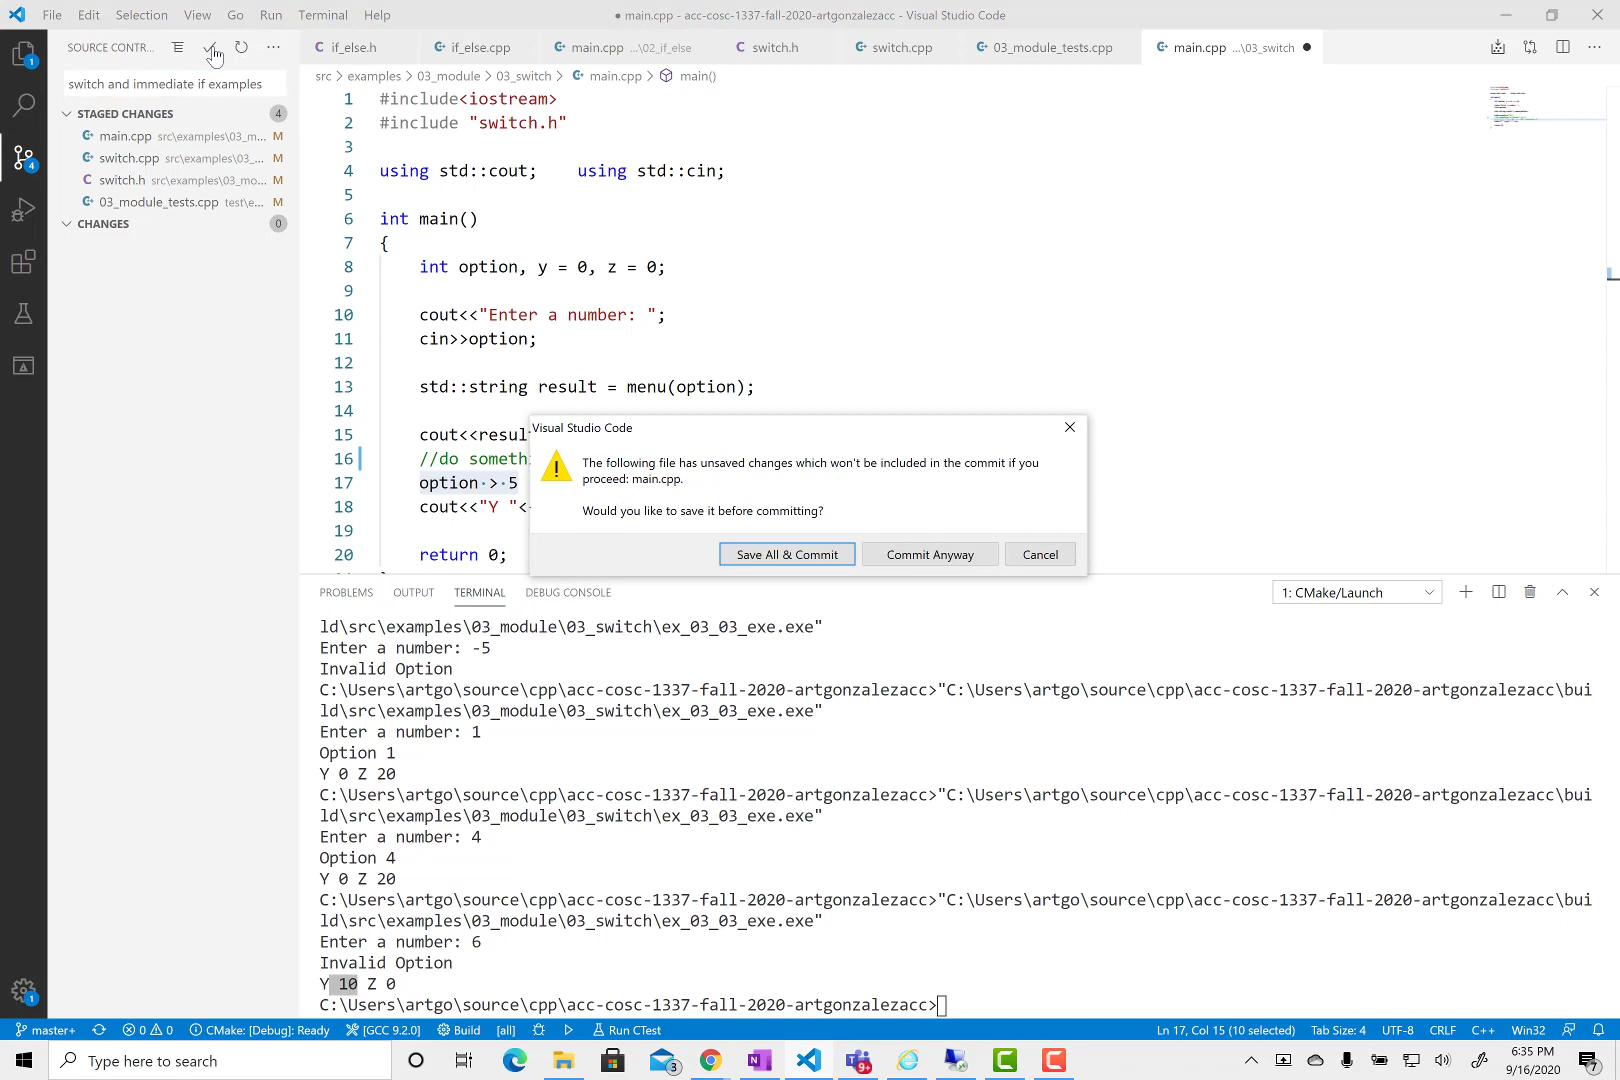 File Edit Selection View Go Run Terminal Help
● main.cpp - acc-cosc-1337-fall-2020-artgonzalezacc - Visual Studio Code
SOURCE CONTR...
if_else.h if_else.cpp main.cpp ...\02_if_else switch.h switch.cpp 03_module_tests.cpp main.cpp ...\03_switch ●
src > examples > 03_module > 03_switch > main.cpp > main()
switch and immediate if examples
STAGED CHANGES 4
main.cpp src\examples\03_m... M
switch.cpp src\examples\03_... M
switch.h src\examples\03_mo... M
03_module_tests.cpp test\e... M
CHANGES 0
1 #include<iostream>
2 #include "switch.h"
3
4 using std::cout; using std::cin;
5
6 int main()
7 {
8 int option, y = 0, z = 0;
9
10 cout<<"Enter a number: ";
11 cin>>option;
12
13 std::string result = menu(option);
14
15 cout<<resul
16 //do someth
17 option > 5
18 cout<<"Y "<
19
20 return 0;
Visual Studio Code
The following file has unsaved changes which won't be included in the commit if you
proceed: main.cpp.
Would you like to save it before committing?
Save All & Commit Commit Anyway Cancel
PROBLEMS OUTPUT TERMINAL DEBUG CONSOLE 1: CMake/Launch
ld\src\examples\03_module\03_switch\ex_03_03_exe.exe"
Enter a number: -5
Invalid Option
C:\Users\artgo\source\cpp\acc-cosc-1337-fall-2020-artgonzalezacc>"C:\Users\artgo\source\cpp\acc-cosc-1337-fall-2020-artgonzalezacc\bui
ld\src\examples\03_module\03_switch\ex_03_03_exe.exe"
Enter a number: 1
Option 1
Y 0 Z 20
C:\Users\artgo\source\cpp\acc-cosc-1337-fall-2020-artgonzalezacc>"C:\Users\artgo\source\cpp\acc-cosc-1337-fall-2020-artgonzalezacc\bui
ld\src\examples\03_module\03_switch\ex_03_03_exe.exe"
Enter a number: 4
Option 4
Y 0 Z 20
C:\Users\artgo\source\cpp\acc-cosc-1337-fall-2020-artgonzalezacc>"C:\Users\artgo\source\cpp\acc-cosc-1337-fall-2020-artgonzalezacc\bui
ld\src\examples\03_module\03_switch\ex_03_03_exe.exe"
Enter a number: 6
Invalid Option
Y 10 Z 0
C:\Users\artgo\source\cpp\acc-cosc-1337-fall-2020-artgonzalezacc>
master+ 0 0 CMake: [Debug]: Ready [GCC 9.2.0] Build [all] Run CTest Ln 17, Col 15 (10 selected) Tab Size: 4 UTF-8 CRLF C++ Win32
Type here to search
6:35 PM
9/16/2020